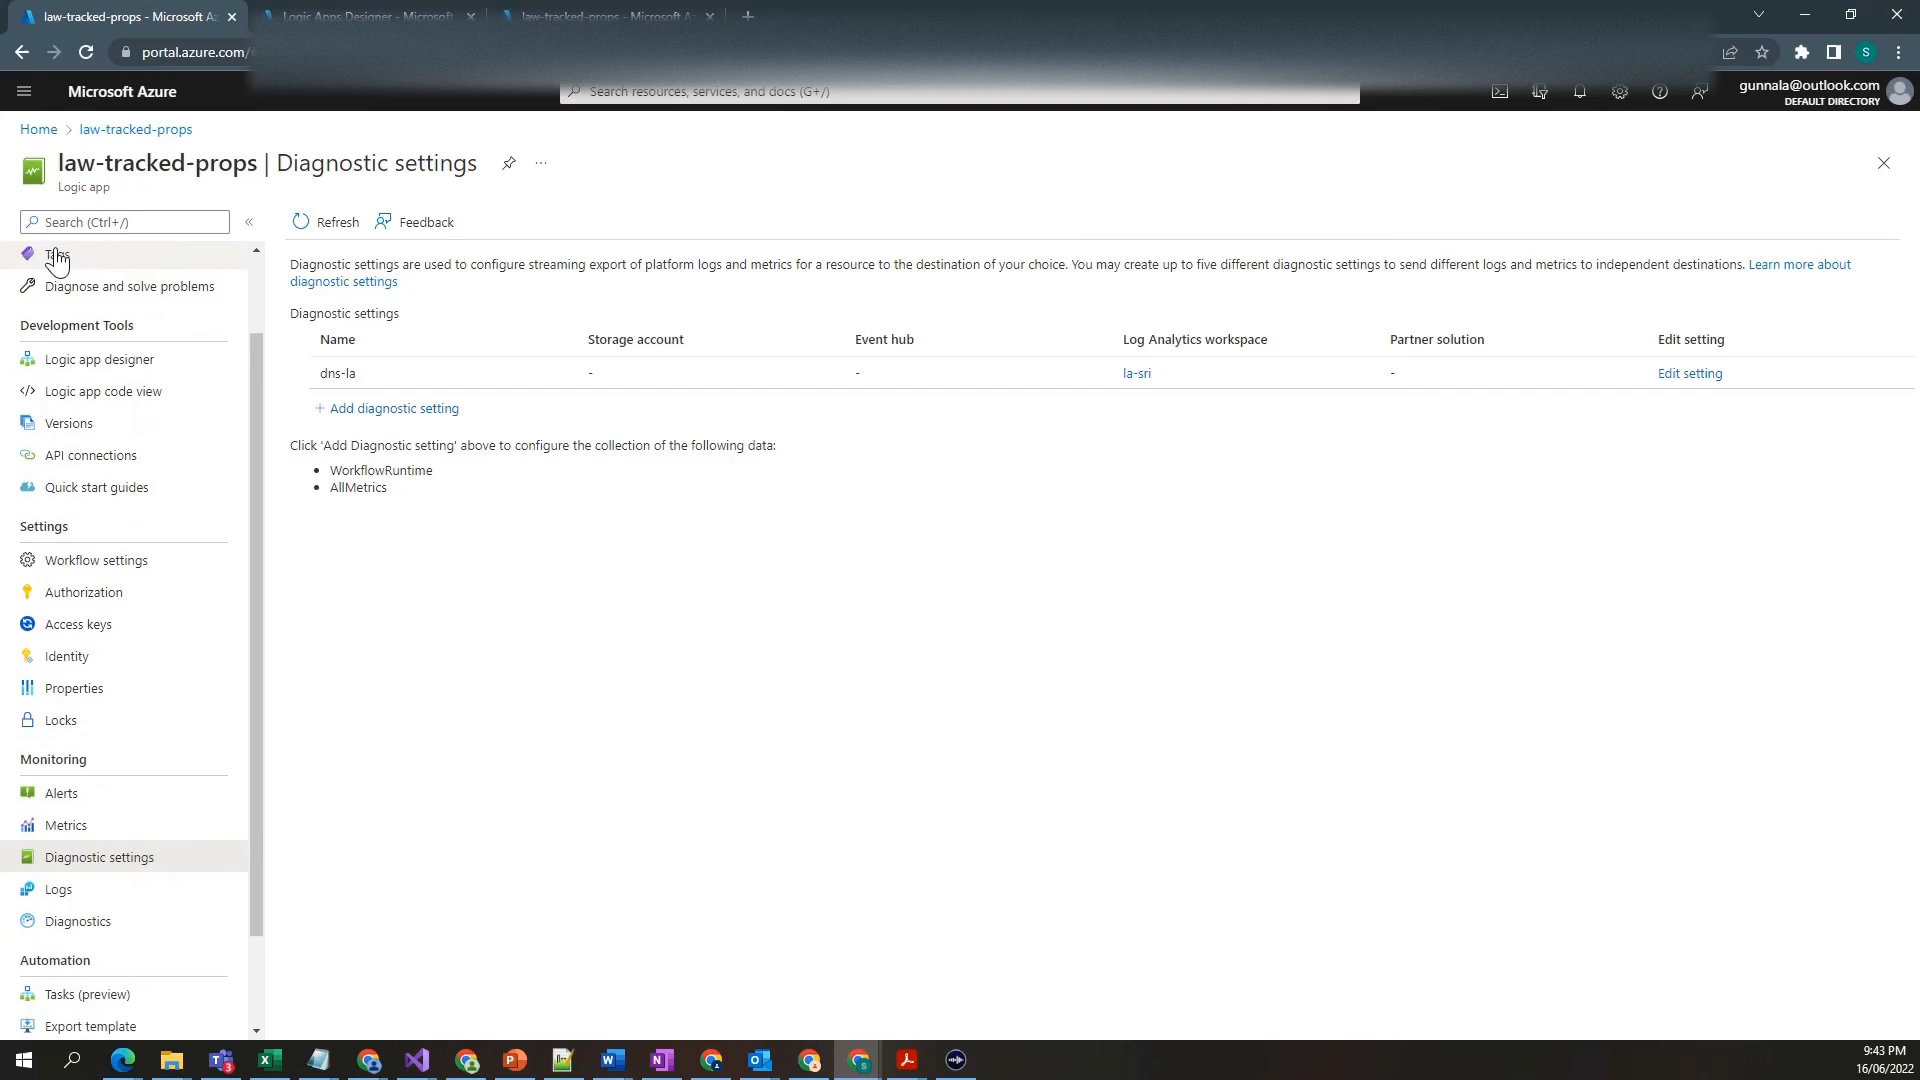 law-tracked-props - Microsoft Az
Logic Apps Designer - Microsoft
law-tracked-props - Microsoft Az
portal.azure.com/
S
Microsoft Azure
Search resources, services, and docs (G+/)
gunnala@outlook.com
DEFAULT DIRECTORY
Home > law-tracked-props
law-tracked-props | Diagnostic settings
Logic app
Search (Ctrl+/)
Refresh
Feedback
Tags
Diagnose and solve problems
Development Tools
Logic app designer
Logic app code view
Versions
API connections
Quick start guides
Settings
Workflow settings
Authorization
Access keys
Identity
Properties
Locks
Monitoring
Alerts
Metrics
Diagnostic settings
Logs
Diagnostics
Automation
Tasks (preview)
Export template
Diagnostic settings are used to configure streaming export of platform logs and metrics for a resource to the destination of your choice. You may create up to five different diagnostic settings to send different logs and metrics to independent destinations. Learn more about
diagnostic settings
Diagnostic settings
Name Storage account Event hub Log Analytics workspace Partner solution Edit setting
dns-la - - la-sri - Edit setting
+ Add diagnostic setting
Click 'Add Diagnostic setting' above to configure the collection of the following data:
• WorkflowRuntime
• AllMetrics
9:43 PM
16/06/2022